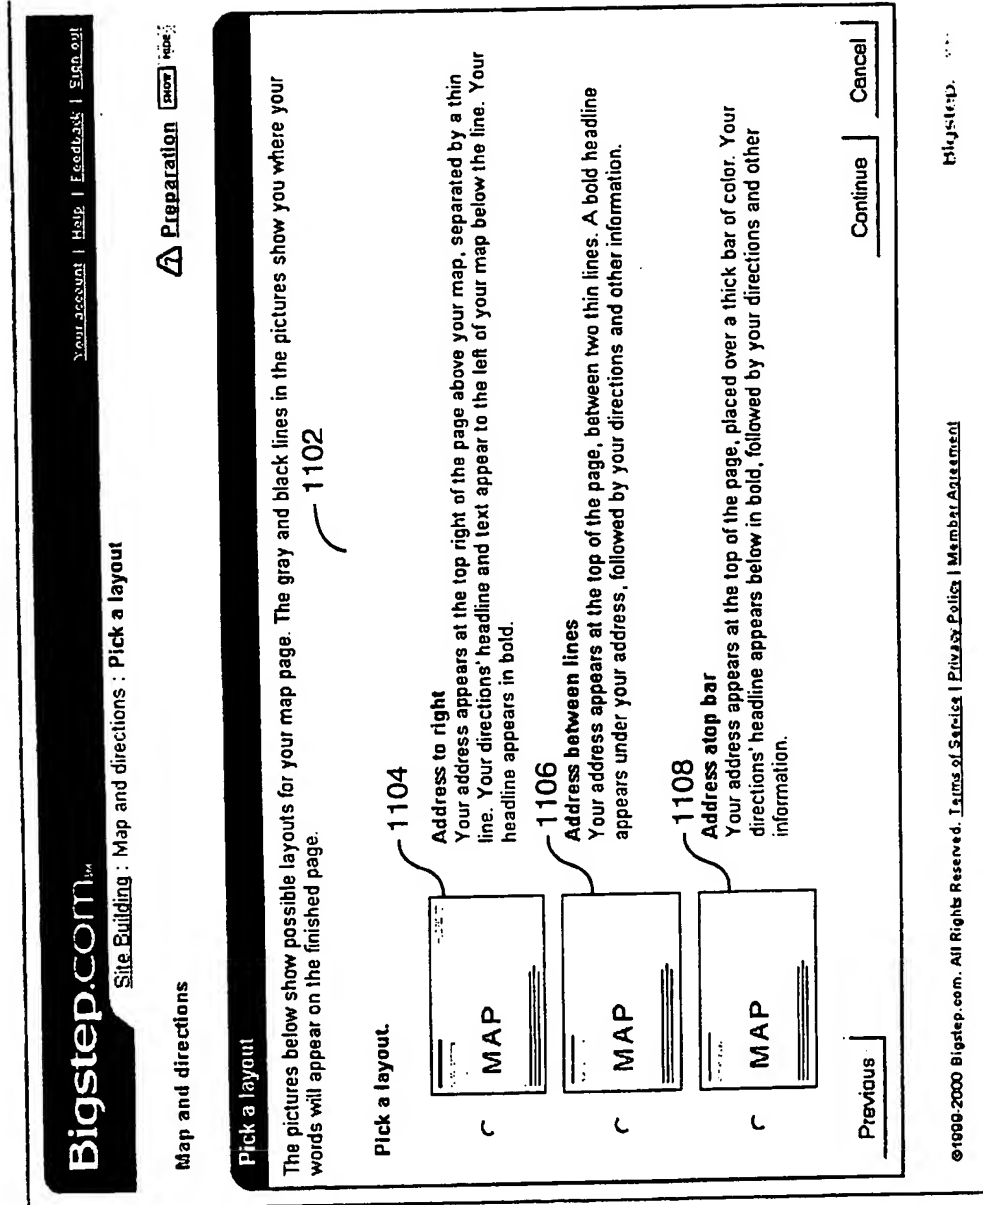 Bigstep.com℠
Your account | Help | Feedback | Sign out
Site Building : Map and directions : Pick a layout
Map and directions
Preparation SHOW HIDE
Pick a layout
The pictures below show possible layouts for your map page. The gray and black lines in the pictures show you where your
words will appear on the finished page.
1102
Pick a layout.
1104
MAP
Address to right
Your address appears at the top right of the page above your map, separated by a thin
line. Your directions' headline and text appear to the left of your map below the line. Your
headline appears in bold.
1106
MAP
Address between lines
Your address appears at the top of the page, between two thin lines. A bold headline
appears under your address, followed by your directions and other information.
1108
MAP
Address atop bar
Your address appears at the top of the page, placed over a thick bar of color. Your
directions' headline appears below in bold, followed by your directions and other
information.
Previous
Continue
Cancel
©1999-2000 Bigstep.com. All Rights Reserved. Terms of Service | Privacy Policy | Member Agreement
Bigstep.